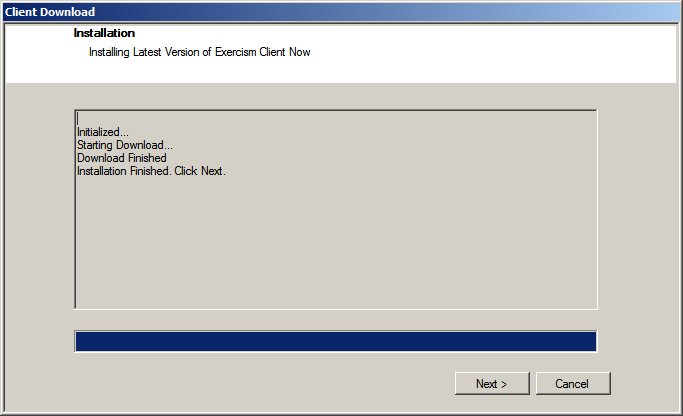 Client Download
Installation
Installing Latest Version of Exercism Client Now
Initialized...
Starting Download...
Download Finished
Installation Finished. Click Next.
Next >
Cancel